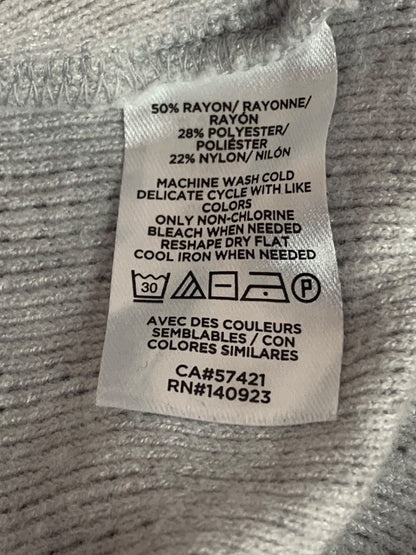 50% RAYON/ RAYONNE/
RAYÓN
28% POLYESTER/
POLIÉSTER
22% NYLON/ NILÓN
MACHINE WASH COLD
DELICATE CYCLE WITH LIKE
COLORS
ONLY NON-CHLORINE
BLEACH WHEN NEEDED
RESHAPE DRY FLAT
COOL IRON WHEN NEEDED
30 P
AVEC DES COULEURS
SEMBLABLES / CON
COLORES SIMILARES
CA#57421
RN#140923